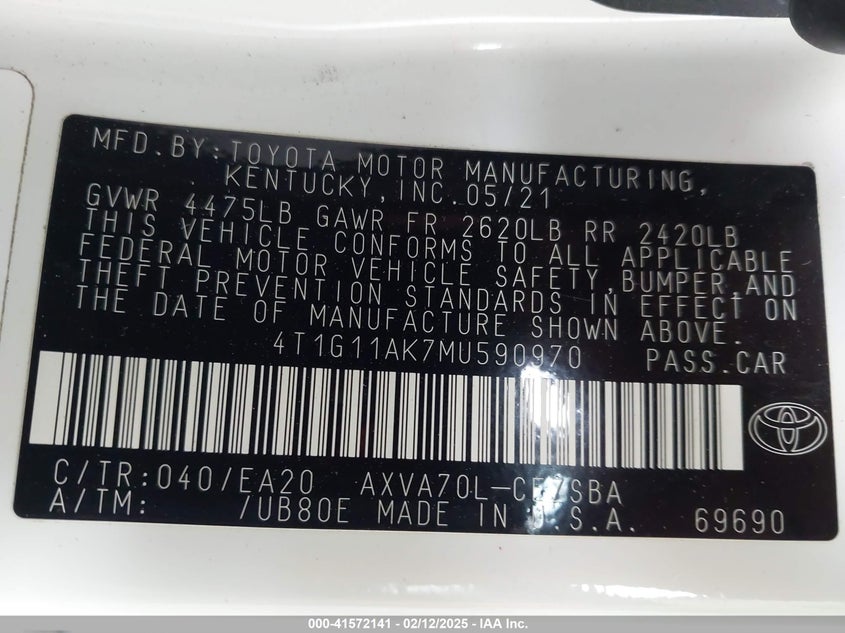 MFD.BY:TOYOTA MOTOR MANUFACTURING,
KENTUCKY, INC. 05/21
GVWR 4475LB GAWR FR 2620LB RR 2420LB
THIS VEHICLE CONFORMS TO ALL APPLICABLE
FEDERAL MOTOR VEHICLE SAFETY, BUMPER, AND
THEFT PREVENTION STANDARDS IN EFFECT ON
THE DATE OF MANUFACTURE SHOWN ABOVE.
4T1G11AK7MU590970 PASS.CAR
C/TR:040/EA20 AXVA70L-
A/TM: /UB80E MADE IN U.S.A. 69690
000-41572141 - 02/12/2025 - © IAA Inc.